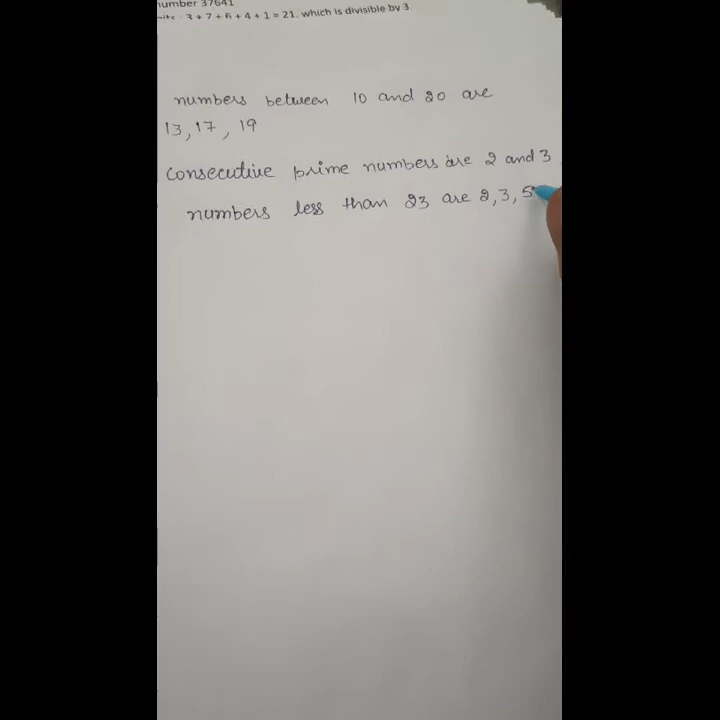 number 37641
3 + 7 + 6 + 4 + 1 = 21, which is divisible by 3.
numbers between 10 and 20 are
13, 17, 19
consecutive prime numbers are 2 and 3
numbers less than 23 are 2, 3, 5